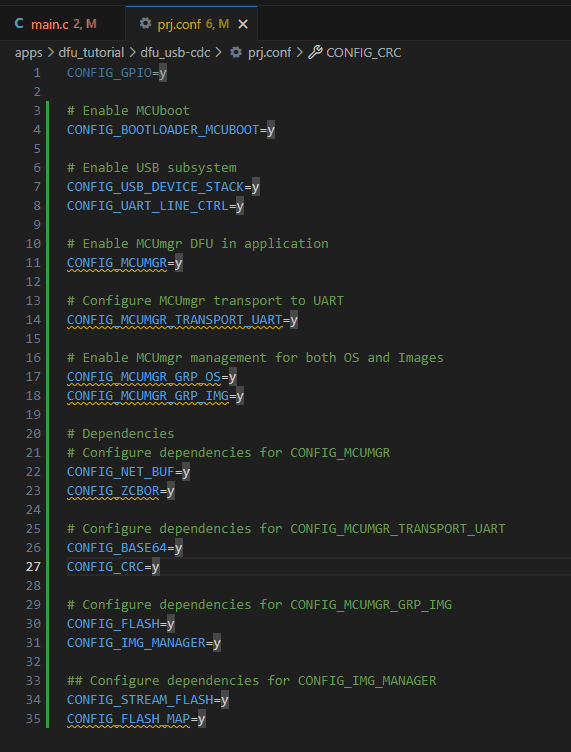 main.c 2, M
prj.conf 6, M
apps > dfu_tutorial > dfu_usb-cdc > prj.conf > CONFIG_CRC
1 CONFIG_GPIO=y
2
3 # Enable MCUboot
4 CONFIG_BOOTLOADER_MCUBOOT=y
5
6 # Enable USB subsystem
7 CONFIG_USB_DEVICE_STACK=y
8 CONFIG_UART_LINE_CTRL=y
9
10 # Enable MCUmgr DFU in application
11 CONFIG_MCUMGR=y
12
13 # Configure MCUmgr transport to UART
14 CONFIG_MCUMGR_TRANSPORT_UART=y
15
16 # Enable MCUmgr management for both OS and Images
17 CONFIG_MCUMGR_GRP_OS=y
18 CONFIG_MCUMGR_GRP_IMG=y
19
20 # Dependencies
21 # Configure dependencies for CONFIG_MCUMGR
22 CONFIG_NET_BUF=y
23 CONFIG_ZCBOR=y
24
25 # Configure dependencies for CONFIG_MCUMGR_TRANSPORT_UART
26 CONFIG_BASE64=y
27 CONFIG_CRC=y
28
29 # Configure dependencies for CONFIG_MCUMGR_GRP_IMG
30 CONFIG_FLASH=y
31 CONFIG_IMG_MANAGER=y
32
33 ## Configure dependencies for CONFIG_IMG_MANAGER
34 CONFIG_STREAM_FLASH=y
35 CONFIG_FLASH_MAP=y